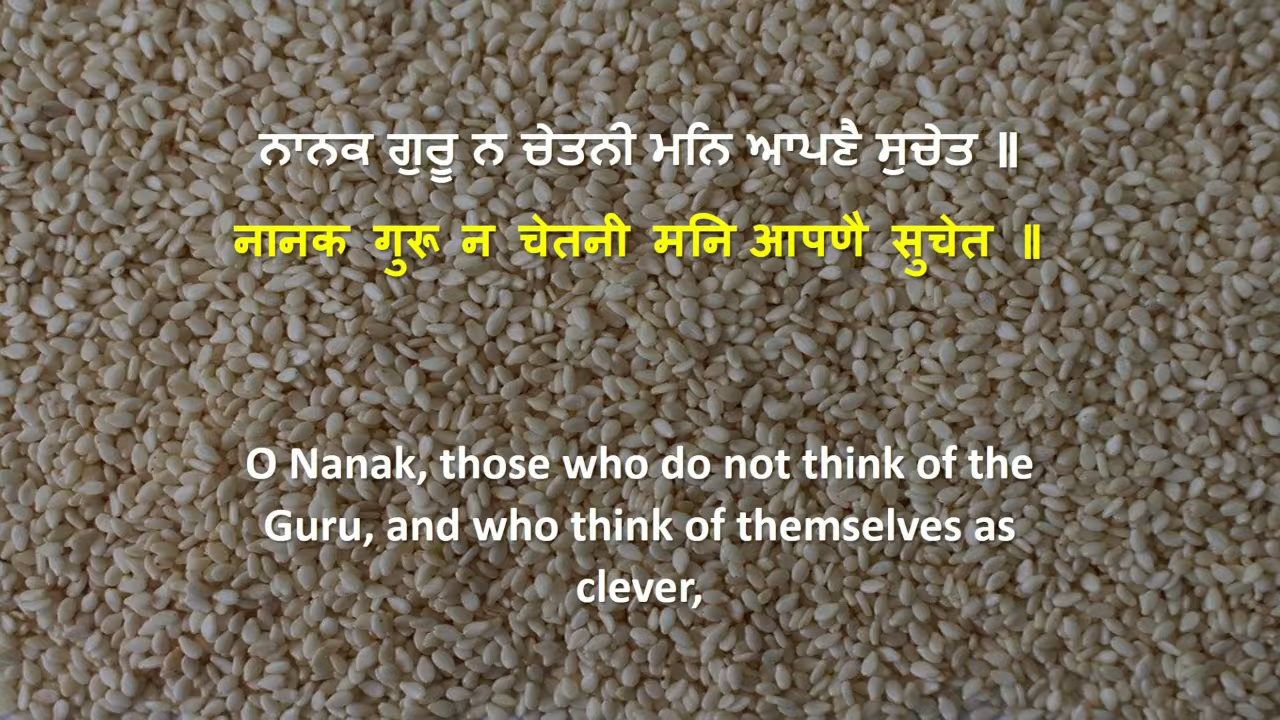 ਨਾਨਕ ਗੁਰੂ ਨ ਚੇਤਨੀ ਮਨਿ ਆਪਣੈ ਸੁਚੇਤ ॥
नानक गुरू न चेतनी मनि आपणै सुचेत ॥
O Nanak, those who do not think of the
Guru, and who think of themselves as
clever,